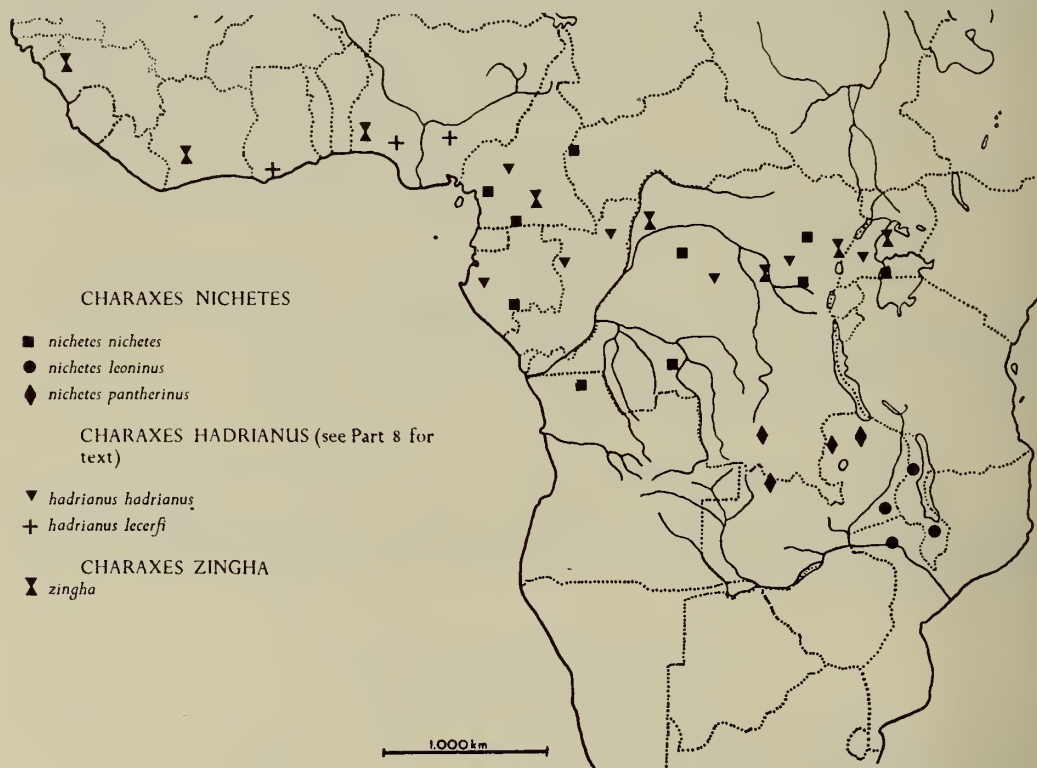 CHARAXES NICHETES
nichetes nichetes
nichetes leoninus
nichetes pantherinus
CHARAXES HADRIANUS (see Part 8 for
text)
hadrianus hadrianus
hadrianus lecerfi
CHARAXES ZINGHA
zingha
1.000 km